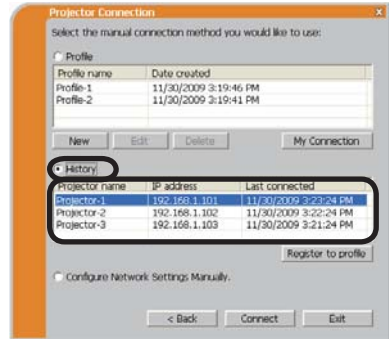 Projector Connection
Select the manual connection method you would like to use:
Profile
Profile name Date created
Profile-1 11/30/2009 3:19:46 PM
Profile-2 11/30/2009 3:19:41 PM
New Edit Delete My Connection
History
Projector name IP address Last connected
Projector-1 192.168.1.101 11/30/2009 3:23:24 PM
Projector-2 192.168.1.102 11/30/2009 3:22:24 PM
Projector-3 192.168.1.103 11/30/2009 3:21:24 PM
Register to profile
Configure Network Settings Manually.
< Back Connect Exit